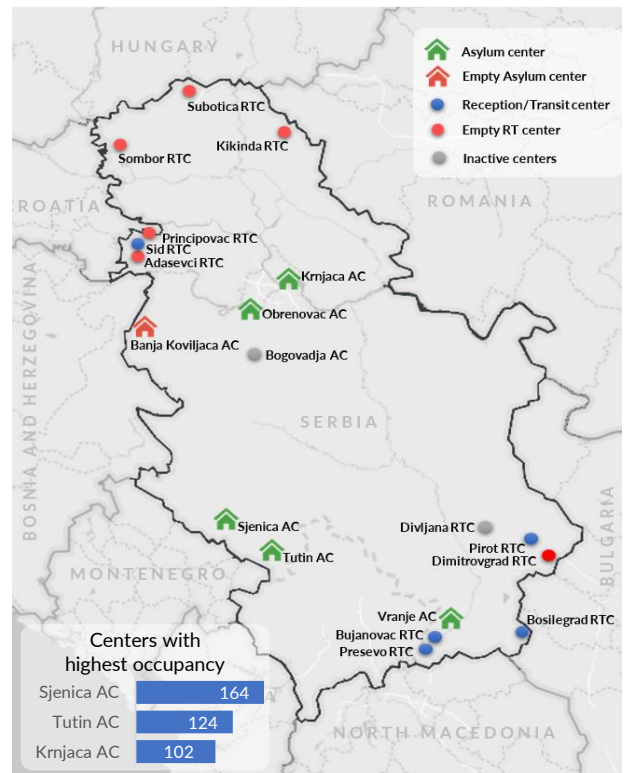 HUNGARY
Asylum center
Empty Asylum center
Reception/Transit center
Empty RT center
Inactive centers
Subotica RTC
Kikinda RTC
Sombor RTC
ROMANIA
CROATIA
Principovac RTC
Sid RTC
Adasevci RTC
Krnjaca AC
Obrenovac AC
BOSNIA AND HERZEGOVINA
Banja Koviljaca AC
Bogovadja AC
SERBIA
Sjenica AC
Tutin AC
Divljana RTC
Pirot RTC
Dimitrovgrad RTC
BULGARIA
MONTENEGRO
Vranje AC
Bosilegrad RTC
Bujanovac RTC
Presevo RTC
NORTH MACEDONIA
Centers with
highest occupancy
Sjenica AC 164
Tutin AC 124
Krnjaca AC 102